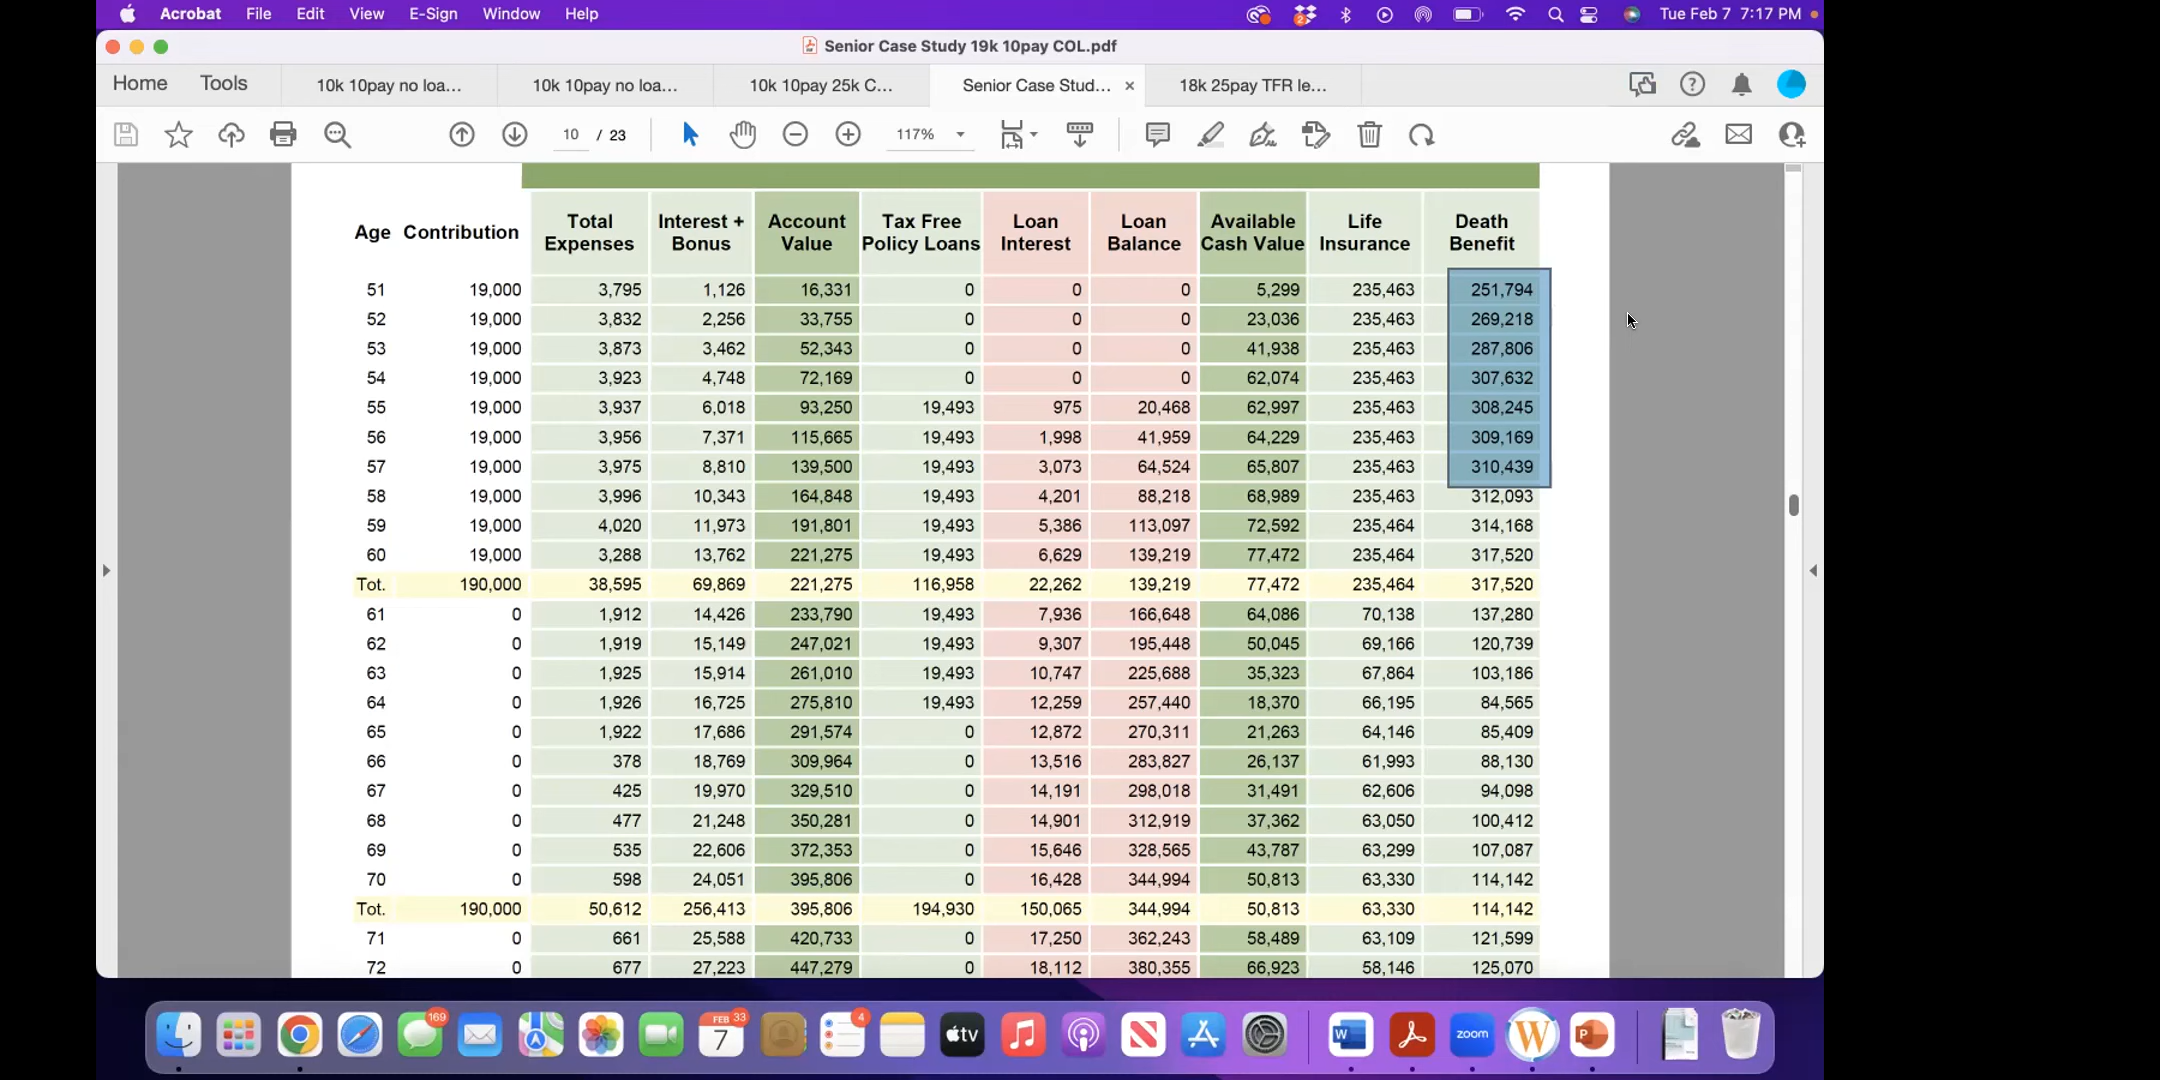 Acrobat File Edit View E-Sign Window Help 2 Tue Feb 7 7:17 PM
Senior Case Study 19k 10pay COL.pdf
Home Tools 10k 10pay no loa... 10k 10pay no loa... 10k 10pay 25k C... Senior Case Stud... × 18k 25pay TFR le...
10 / 23 117%
Age Contribution Total Expenses Interest + Bonus Account Value Tax Free Policy Loans Loan Interest Loan Balance Available Cash Value Life Insurance Death Benefit
51 19,000 3,795 1,126 16,331 0 0 0 5,299 235,463 251,794
52 19,000 3,832 2,256 33,755 0 0 0 23,036 235,463 269,218
53 19,000 3,873 3,462 52,343 0 0 0 41,938 235,463 287,806
54 19,000 3,923 4,748 72,169 0 0 0 62,074 235,463 307,632
55 19,000 3,937 6,018 93,250 19,493 975 20,468 62,997 235,463 308,245
56 19,000 3,956 7,371 115,665 19,493 1,998 41,959 64,229 235,463 309,169
57 19,000 3,975 8,810 139,500 19,493 3,073 64,524 65,807 235,463 310,439
58 19,000 3,996 10,343 164,848 19,493 4,201 88,218 68,989 235,463 312,093
59 19,000 4,020 11,973 191,801 19,493 5,386 113,097 72,592 235,464 314,168
60 19,000 3,288 13,762 221,275 19,493 6,629 139,219 77,472 235,464 317,520
Tot. 190,000 38,595 69,869 221,275 116,958 22,262 139,219 77,472 235,464 317,520
61 0 1,912 14,426 233,790 19,493 7,936 166,648 64,086 70,138 137,280
62 0 1,919 15,149 247,021 19,493 9,307 195,448 50,045 69,166 120,739
63 0 1,925 15,914 261,010 19,493 10,747 225,688 35,323 67,864 103,186
64 0 1,926 16,725 275,810 19,493 12,259 257,440 18,370 66,195 84,565
65 0 1,922 17,686 291,574 0 12,872 270,311 21,263 64,146 85,409
66 0 378 18,769 309,964 0 13,516 283,827 26,137 61,993 88,130
67 0 425 19,970 329,510 0 14,191 298,018 31,491 62,606 94,098
68 0 477 21,248 350,281 0 14,901 312,919 37,362 63,050 100,412
69 0 535 22,606 372,353 0 15,646 328,565 43,787 63,299 107,087
70 0 598 24,051 395,806 0 16,428 344,994 50,813 63,330 114,142
Tot. 190,000 50,612 256,413 395,806 194,930 150,065 344,994 50,813 63,330 114,142
71 0 661 25,588 420,733 0 17,250 362,243 58,489 63,109 121,599
72 0 677 27,223 447,279 0 18,112 380,355 66,923 58,146 125,070
169 FEB 33 7 4 tv W zoom W P